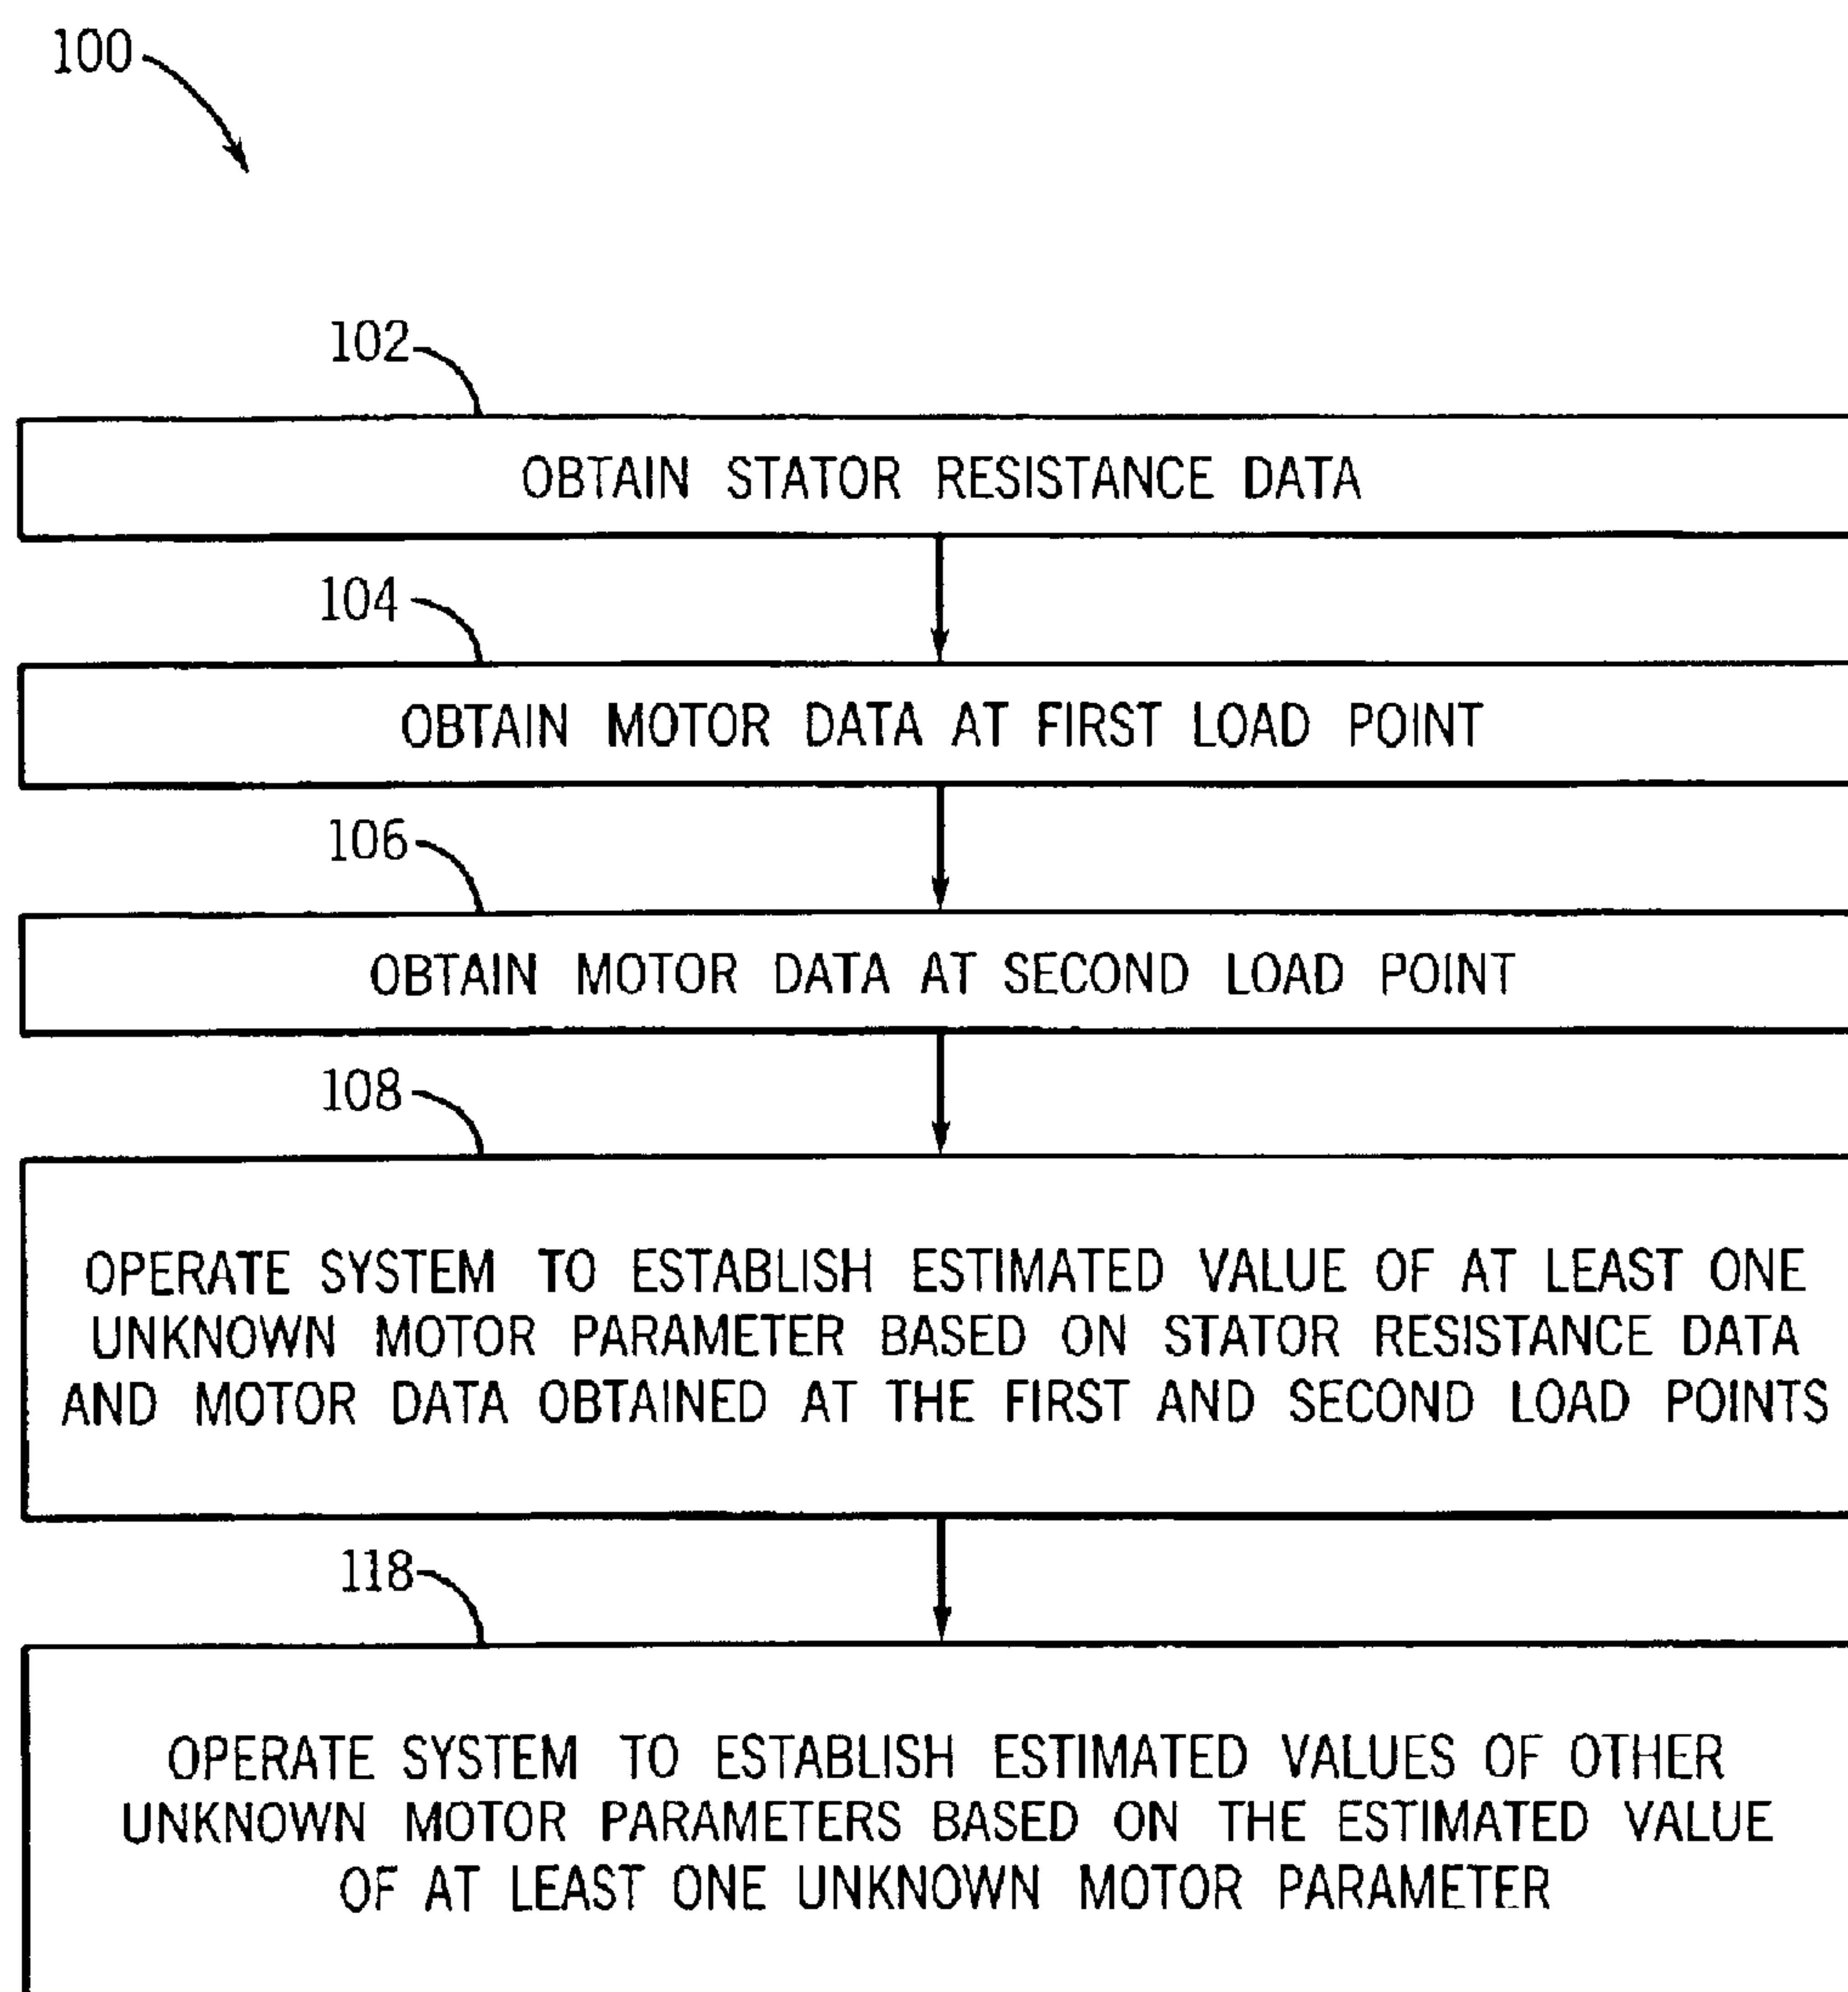 100
102
OBTAIN STATOR RESISTANCE DATA
104
OBTAIN MOTOR DATA AT FIRST LOAD POINT
106
OBTAIN MOTOR DATA AT SECOND LOAD POINT
108
OPERATE SYSTEM TO ESTABLISH ESTIMATED VALUE OF AT LEAST ONE
UNKNOWN MOTOR PARAMETER BASED ON STATOR RESISTANCE DATA
AND MOTOR DATA OBTAINED AT THE FIRST AND SECOND LOAD POINTS
118
OPERATE SYSTEM TO ESTABLISH ESTIMATED VALUES OF OTHER
UNKNOWN MOTOR PARAMETERS BASED ON THE ESTIMATED VALUE
OF AT LEAST ONE UNKNOWN MOTOR PARAMETER